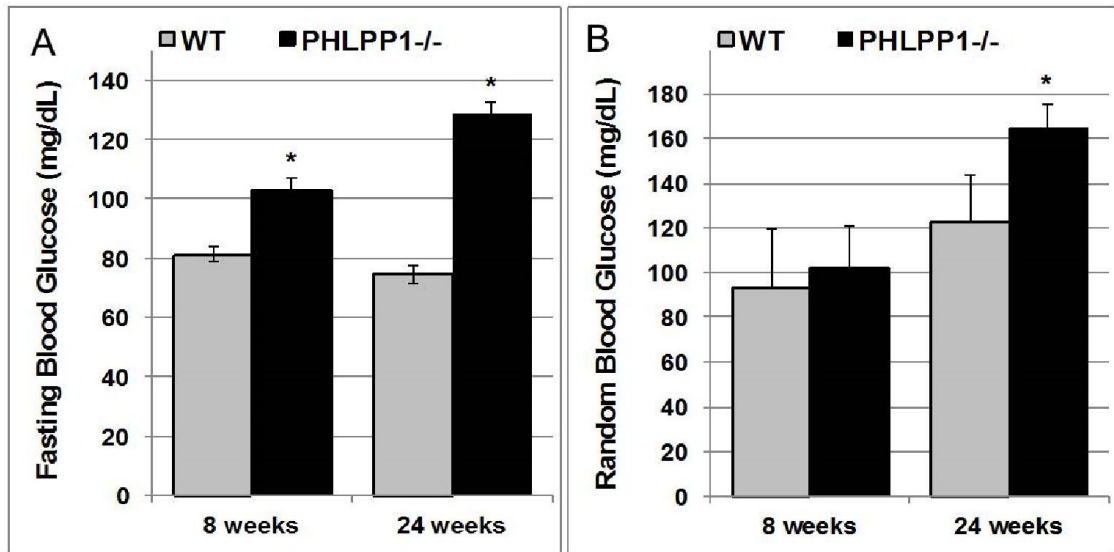 A
WT PHLPP1-/-
Fasting Blood Glucose (mg/dL)
140
120
100
80
60
40
20
0
*
*
8 weeks 24 weeks
B
WT PHLPP1-/-
Random Blood Glucose (mg/dL)
180
160
140
120
100
80
60
40
20
0
*
8 weeks 24 weeks